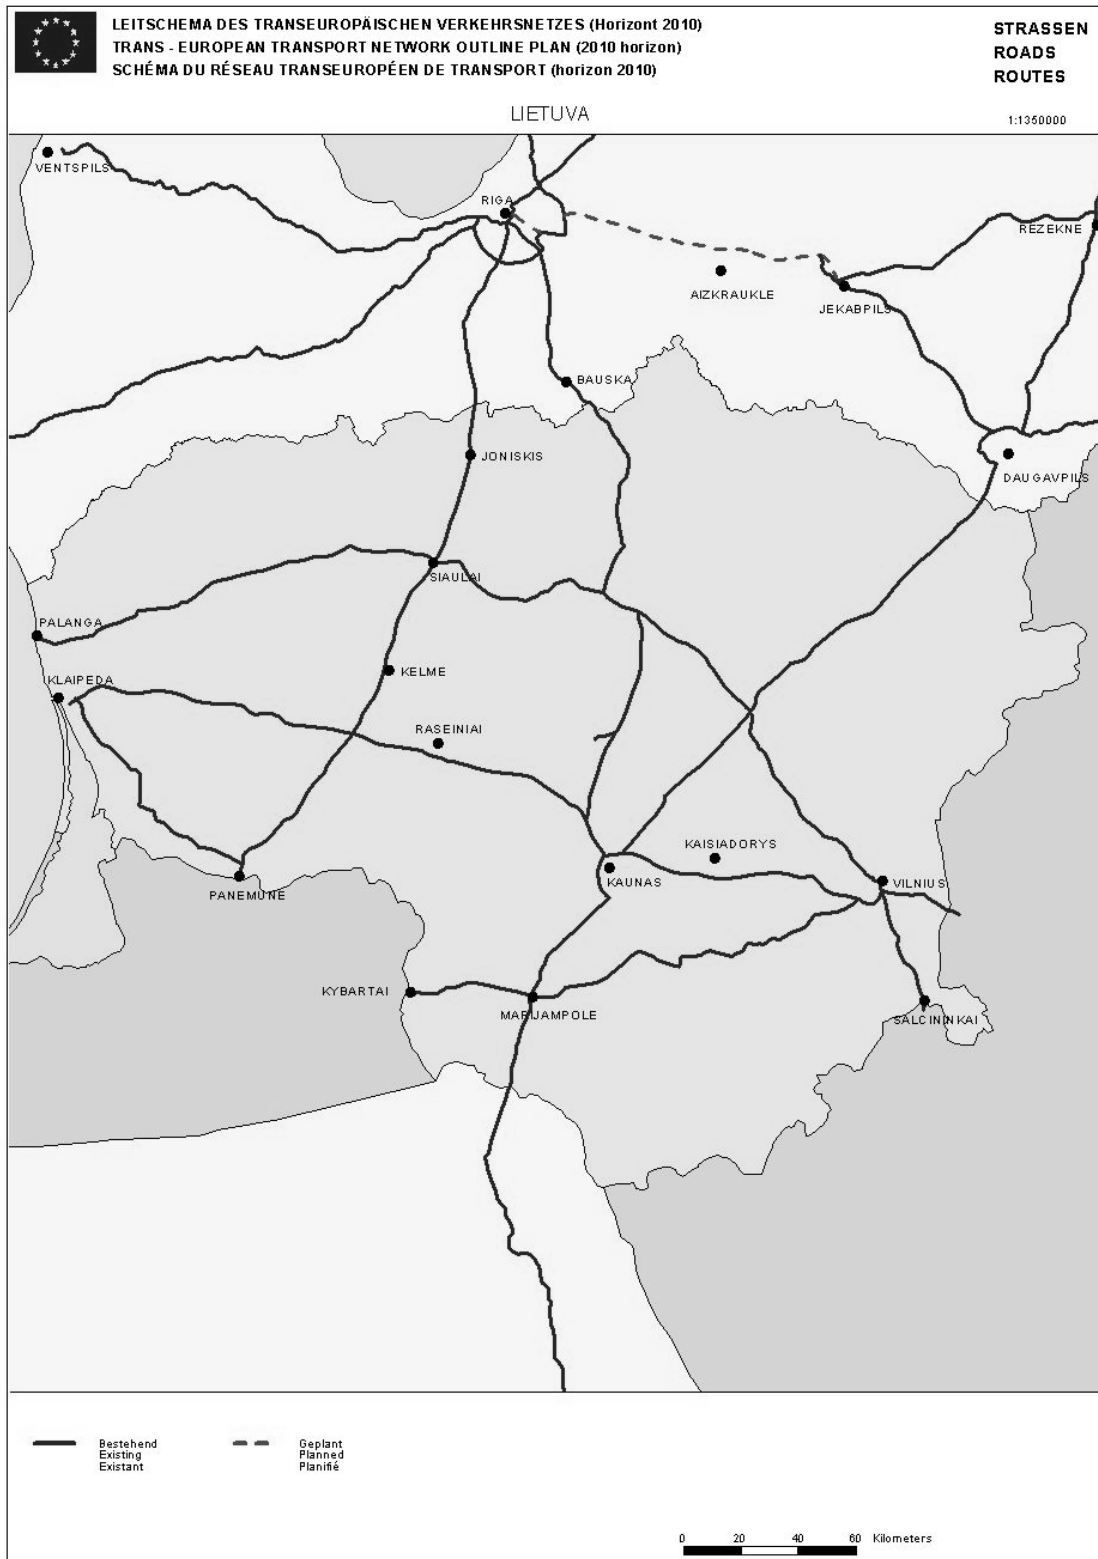 LEITSCHEMA DES TRANSEUROPÄISCHEN VERKEHRSNETZES (Horizont 2010)
TRANS - EUROPEAN TRANSPORT NETWORK OUTLINE PLAN (2010 horizon)
SCHÉMA DU RÉSEAU TRANSEUROPÉEN DE TRANSPORT (horizon 2010)
STRASSEN
ROADS
ROUTES
LIETUVA
1:1350000
VENTSPILS
RIGA
REZEKNE
AIZKRAUKLE
JEKABPILS
BAUSKA
JONISKIS
DAUGAVPILS
SIAULAI
PALANGA
KELME
KLAIPEDA
RASEINIAI
KAISIADORYS
KAUNAS
VILNIUS
PANEMUNE
KYBARTAI
MARIJAMPOLE
SALCININKAI
Bestehend
Existing
Existant
Geplant
Planned
Planifié
0 20 40 60 Kilometers